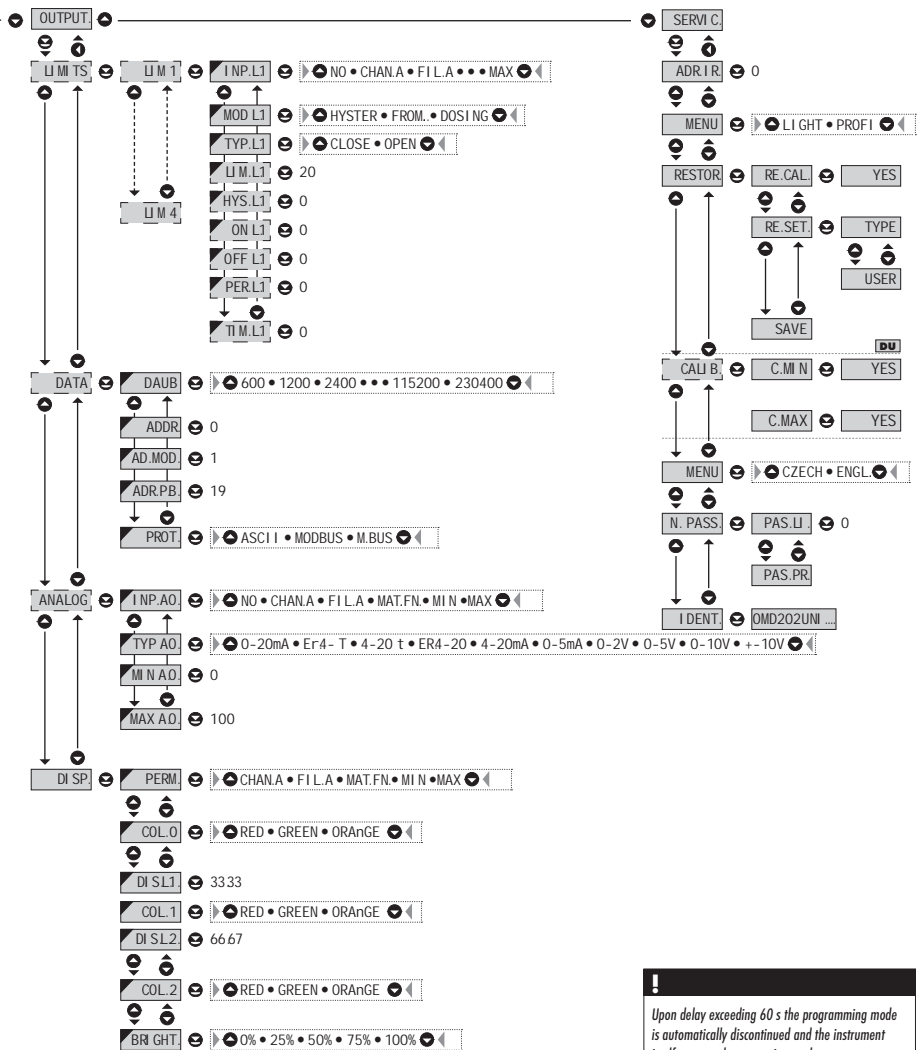 OUTPUT.
LIMITS LIM 1 INP.L1 NO • CHAN.A • FIL.A • • • MAX
MOD L1 HYSTER • FROM. • DOSING
TYP.L1 CLOSE • OPEN
LIM.L1 20
LIM 4 HYS.L1 0
ON L1 0
OFF L1 0
PER.L1 0
TIM.L1 0
DATA DAUB 600 • 1200 • 2400 • • • 115200 • 230400
ADDR. 0
AD.MOD. 1
ADR.P.B. 19
PROT. ASCII • MODBUS • M.BUS
ANALOG INP.AO. NO • CHAN.A • FIL.A • MAT.FN. • MIN •MAX
TYP AO. 0-20mA • Er4- T • 4-20 t • ER4-20 • 4-20mA • 0-5mA • 0-2V • 0-5V • 0-10V • +-10V
MIN A.O. 0
MAX A.O. 100
DISP. PERM. CHAN.A • FIL.A • MAT.FN.• MIN •MAX
COL.0 RED • GREEN • ORAnGE
DISL.1. 3333
COL.1 RED • GREEN • ORAnGE
DISL.2. 6667
COL.2 RED • GREEN • ORAnGE
BRIGHT. 0% • 25% • 50% • 75% • 100%
SERVIC.
ADR.IR. 0
MENU LIGHT • PROFI
RESTOR. RE.CAL. YES
RE.SET. TYPE
USER
SAVE
DU
CALIB. C.MIN YES
C.MAX YES
MENU CZECH • ENGL.
N. PASS. PAS.LI. 0
PAS.PR.
IDENT. OMD202UNI ....
!
Upon delay exceeding 60 s the programming mode
is automatically discontinued and the instrument